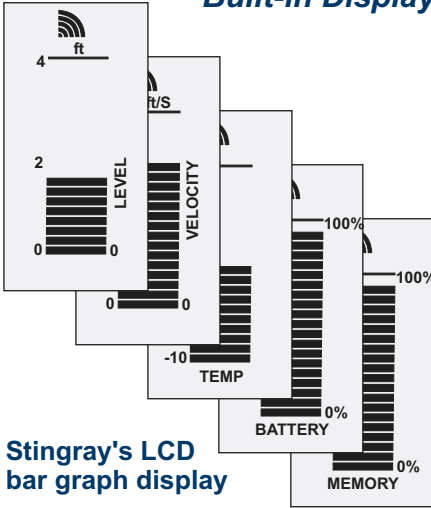 Built-in Display
ft
4
2
LEVEL
0 0
ft/S
VELOCITY
0 0
-10
TEMP
100%
0%
BATTERY
100%
0%
MEMORY
Stingray's LCD
bar graph display